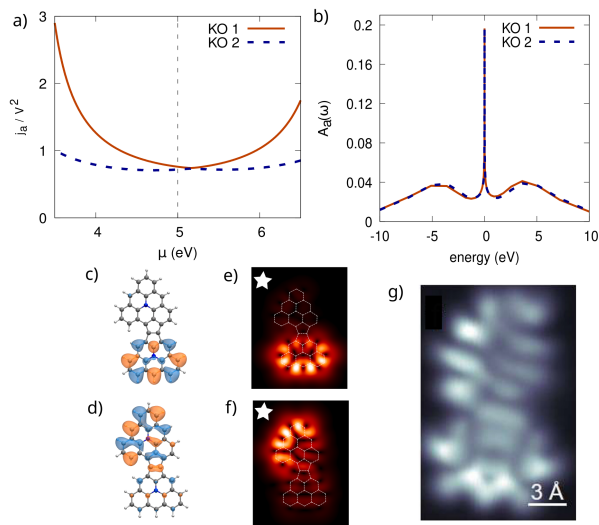 a)
3
2
1
0
4
5
6
j_a / V^2
μ (eV)
KO 1
KO 2
b)
0.2
0.16
0.12
0.08
0.04
0
-10
-5
0
5
10
A_a(ω)
energy (eV)
KO 1
KO 2
c)
d)
e)
f)
g)
3 Å